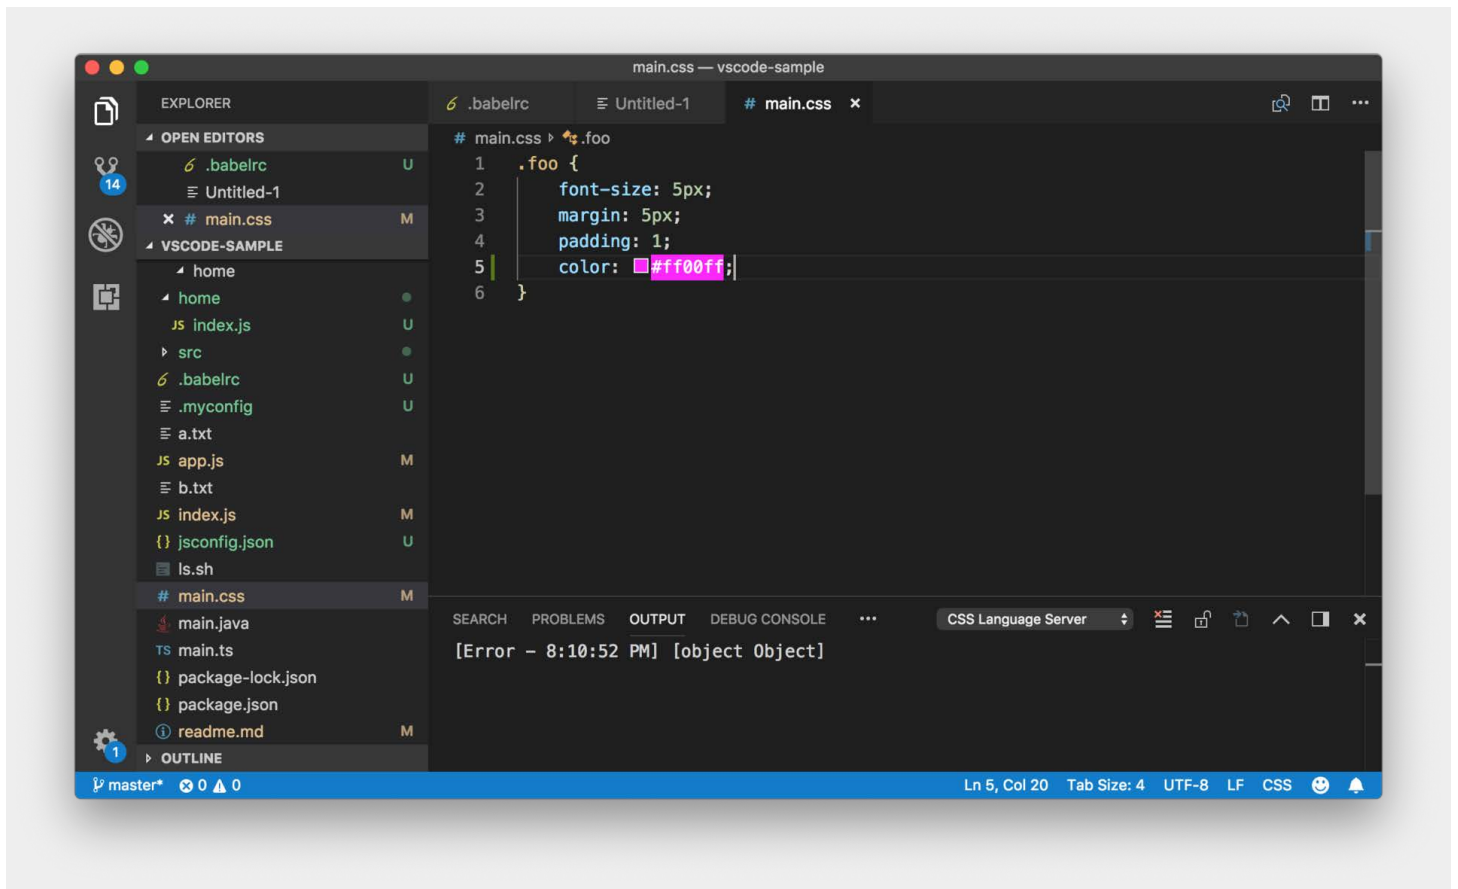 main.css — vscode-sample
EXPLORER
OPEN EDITORS
.babelrc U
Untitled-1
# main.css M
VSCODE-SAMPLE
home
home
JS index.js U
src
.babelrc U
.myconfig U
a.txt
JS app.js M
b.txt
JS index.js M
{} jsconfig.json U
ls.sh
# main.css M
main.java
TS main.ts
{} package-lock.json
{} package.json
readme.md M
OUTLINE
14
1
.babelrc Untitled-1 # main.css
# main.css .foo
1 .foo {
2 font-size: 5px;
3 margin: 5px;
4 padding: 1;
5 color: #ff00ff;
6 }
SEARCH PROBLEMS OUTPUT DEBUG CONSOLE ••• CSS Language Server
[Error - 8:10:52 PM] [object Object]
master* 0 0 Ln 5, Col 20 Tab Size: 4 UTF-8 LF CSS